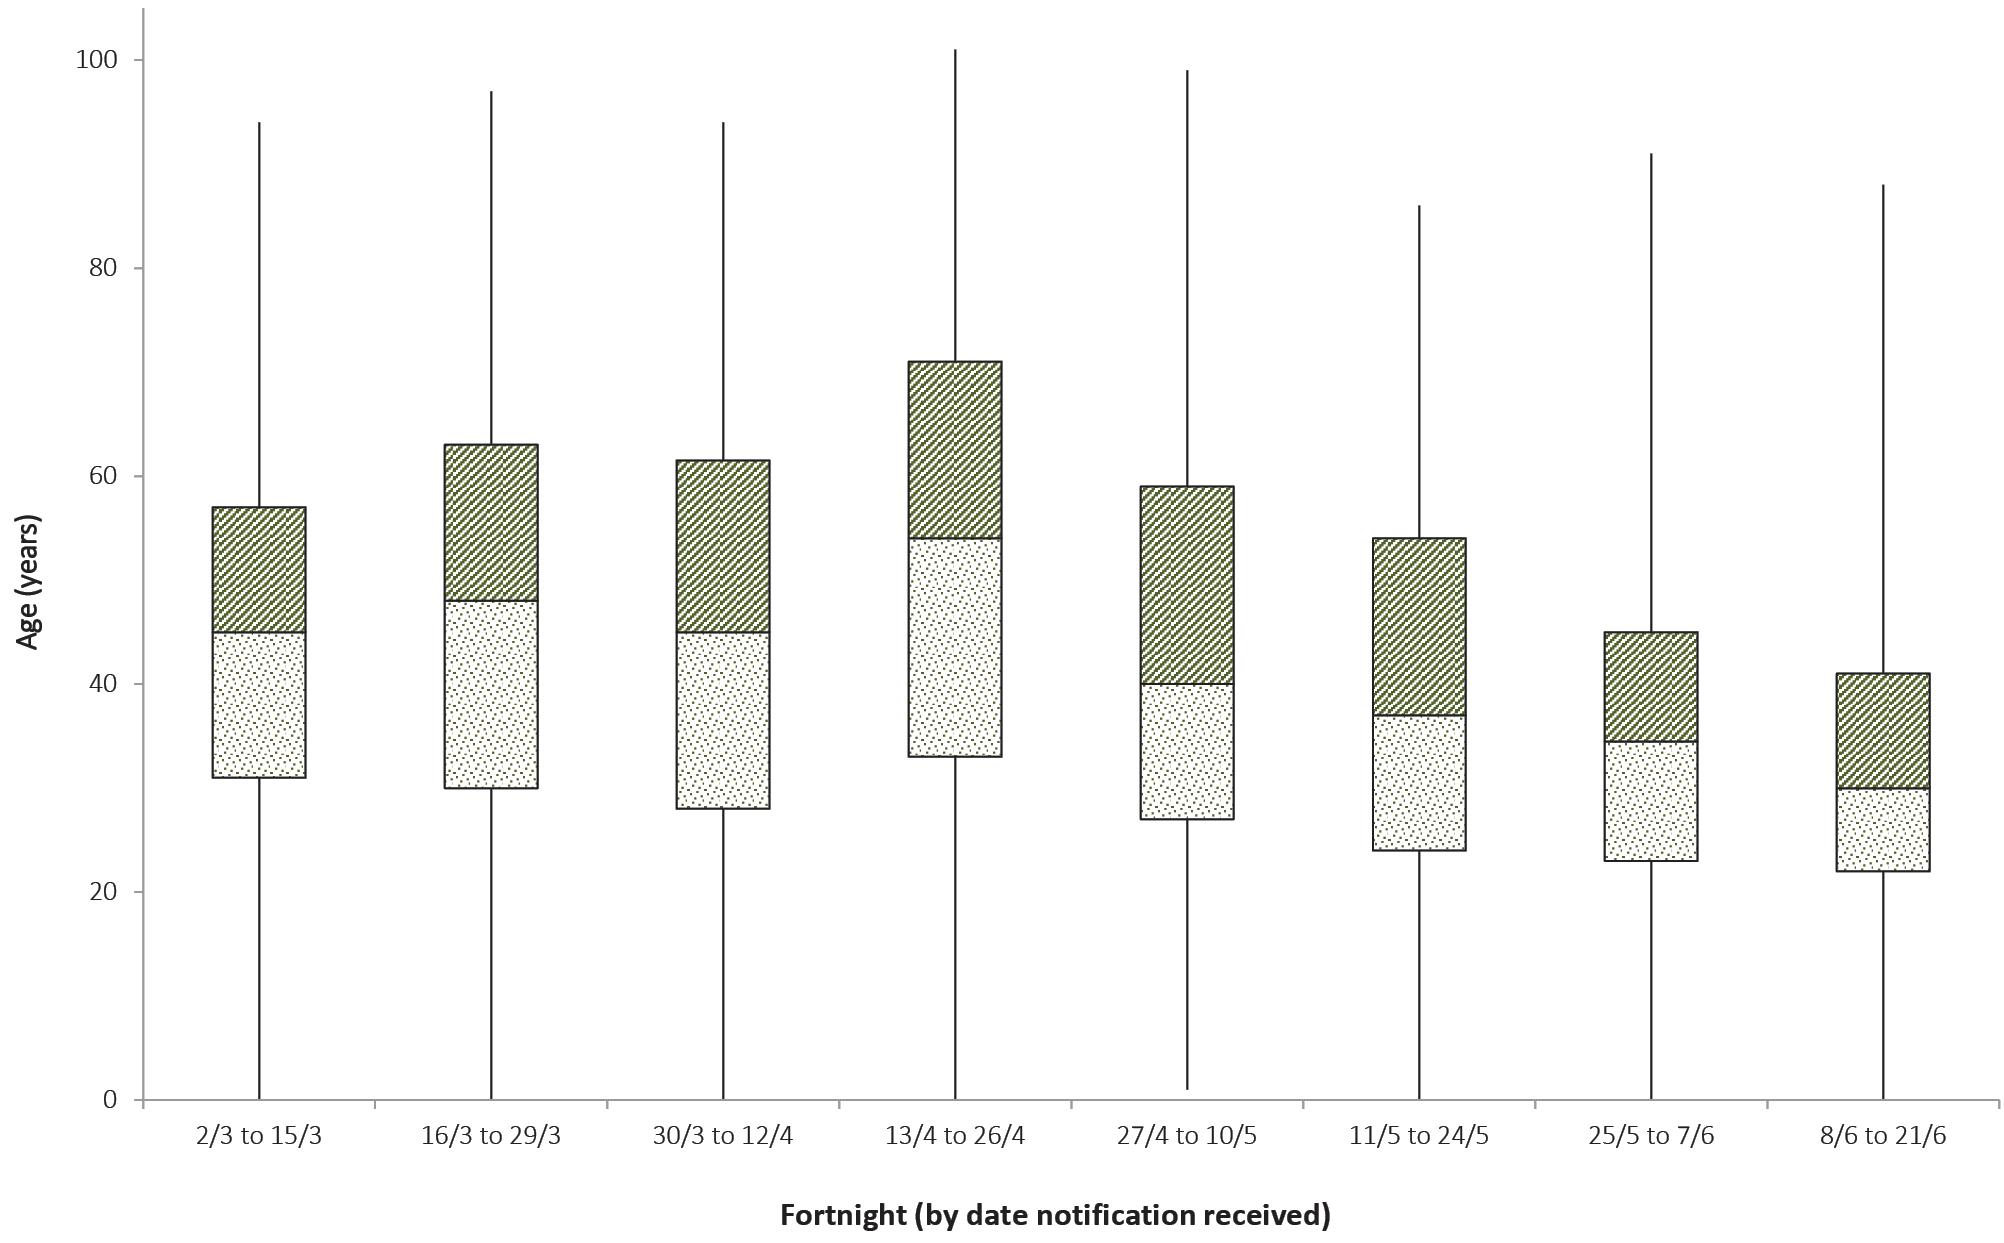 100
80
60
40
20
0
Age (years)
2/3 to 15/3
16/3 to 29/3
30/3 to 12/4
13/4 to 26/4
27/4 to 10/5
11/5 to 24/5
25/5 to 7/6
8/6 to 21/6
Fortnight (by date notification received)